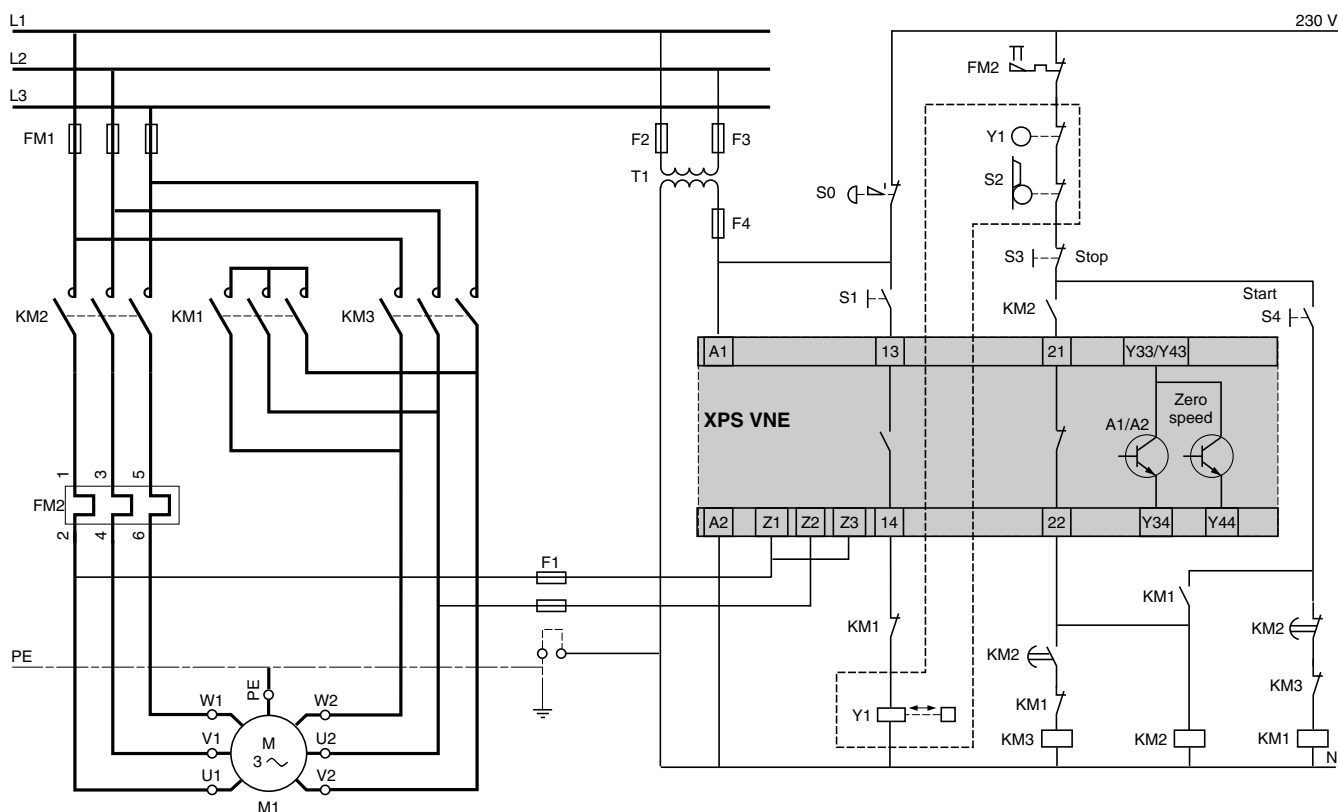 L1
230 V
L2
FM2
L3
FM1
F2
F3
Y1
T1
S2
S0
F4
S3
Stop
S1
Start
KM2
KM1
KM3
KM2
S4
A1
13
21
Y33/Y43
XPS VNE
A1/A2
Zero
speed
1
3
5
FM2
2
4
6
A2
Z1
Z2
Z3
14
22
Y34
Y44
F1
KM1
KM1
KM2
KM2
PE
PE
KM3
W1
W2
KM1
Y1
V1
M
3
U2
KM3
KM2
KM1
N
U1
V2
M1